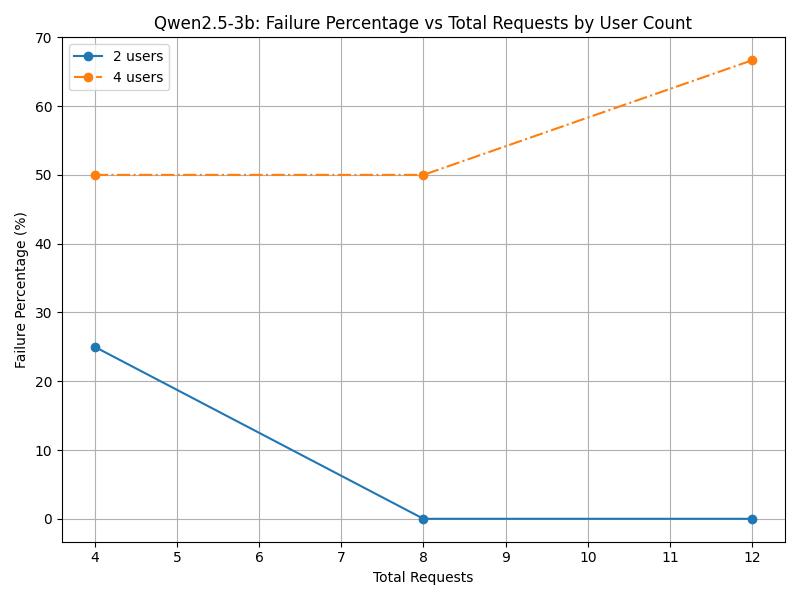 Qwen2.5-3b: Failure Percentage vs Total Requests by User Count
2 users
4 users
Failure Percentage (%)
70
60
50
40
30
20
10
0
4 5 6 7 8 9 10 11 12
Total Requests